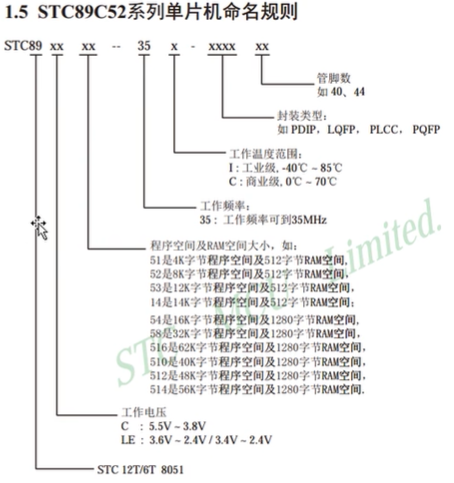 1.5 STC89C52系列单片机命名规则
STC89 xx xx -- 35 x - xxxx xx
管脚数
如 40、44
封装类型:
如 PDIP, LQFP, PLCC, PQFP
工作温度范围:
I : 工业级, -40℃ ~ 85℃
C : 商业级, 0℃ ~ 70℃
工作频率:
35 : 工作频率可到35MHz
程序空间及RAM空间大小, 如:
51是4K字节程序空间及512字节RAM空间,
52是8K字节程序空间及512字节RAM空间,
53是12K字节程序空间及512字节RAM空间,
14是14K字节程序空间及512字节RAM空间;
54是16K字节程序空间及1280字节RAM空间,
58是32K字节程序空间及1280字节RAM空间,
516是62K字节程序空间及1280字节RAM空间,
510是40K字节程序空间及1280字节RAM空间,
512是48K字节程序空间及1280字节RAM空间,
514是56K字节程序空间及1280字节RAM空间.
工作电压
C : 5.5V ~ 3.8V
LE : 3.6V ~ 2.4V / 3.4V ~ 2.4V
STC 12T/6T 8051
STC Limited.